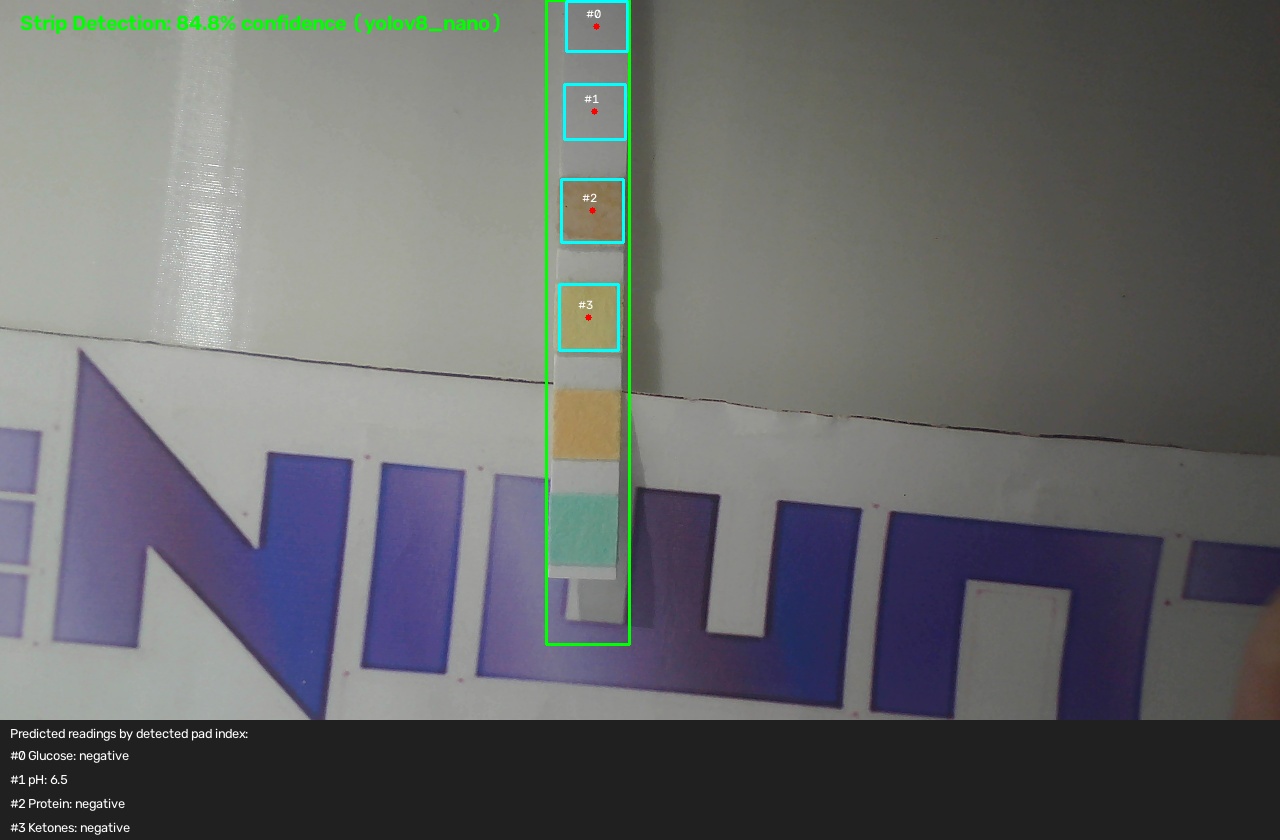 Strip Detection: 84.8% confidence (yolov8_nano)
#0
#1
#2
#3
Predicted readings by detected pad index:
#0 Glucose: negative
#1 pH: 6.5
#2 Protein: negative
#3 Ketones: negative